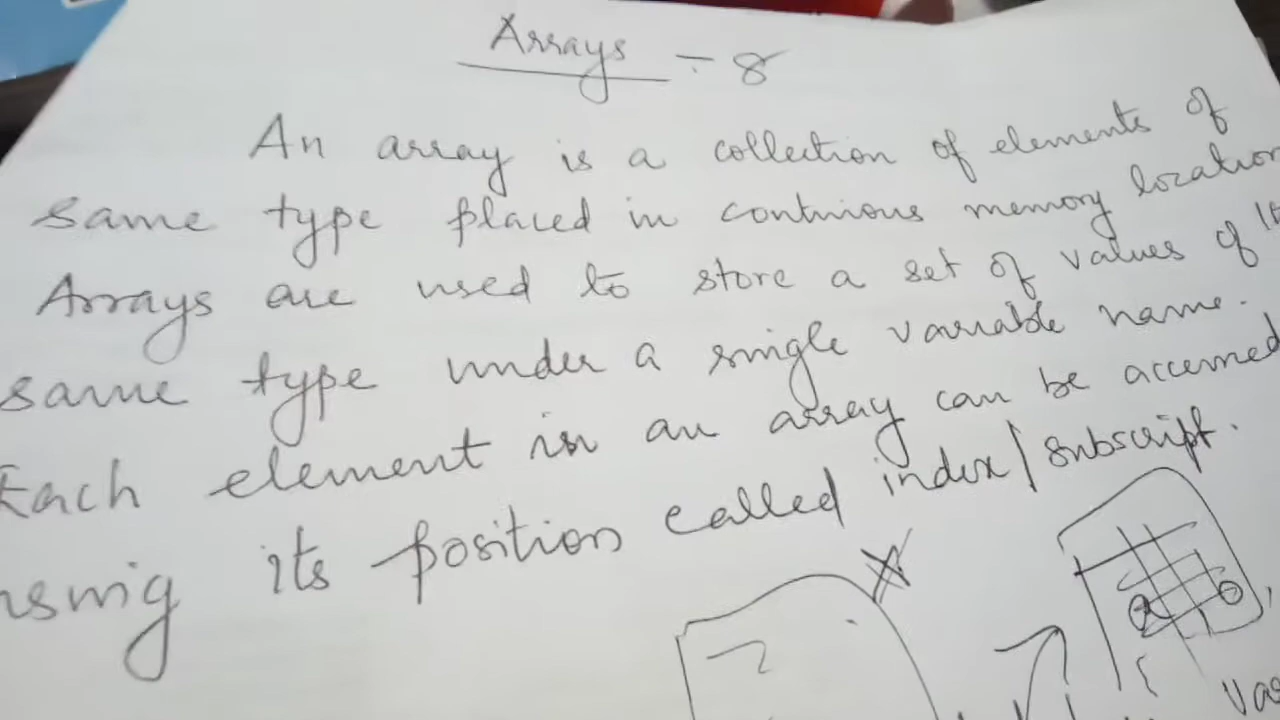 Arrays - 8
An array is a collection of elements of
same type placed in continious memory location
Arrays are used to store a set of values of the
same type under a single variable name.
Each element in an array can be accessed
using its position called index/subscript.